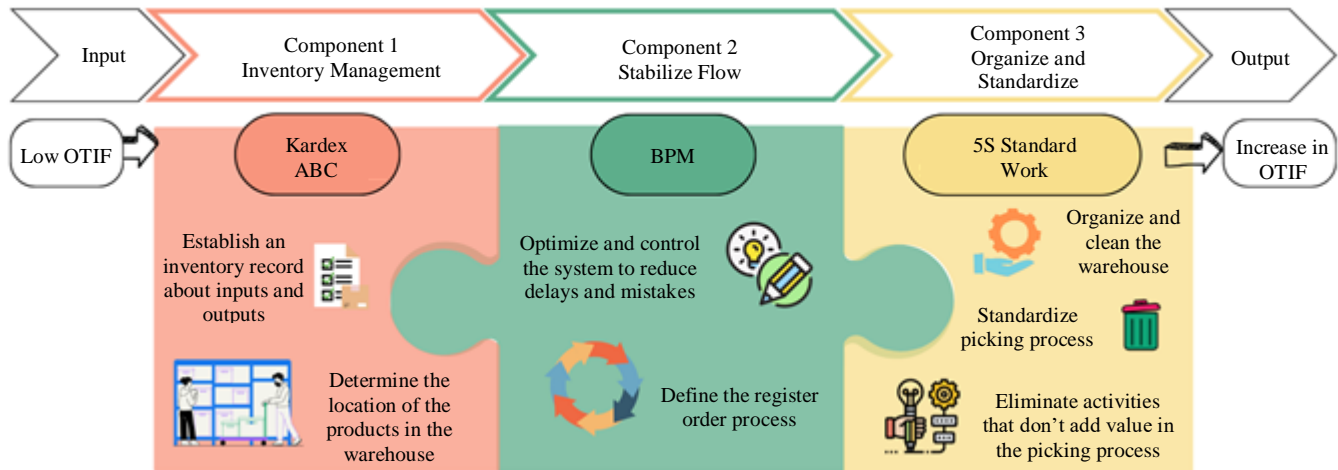 Input
Component 1
Inventory Management
Component 2
Stabilize Flow
Component 3
Organize and
Standardize
Output
Low OTIF
Kardex
ABC
BPM
5S Standard
Work
Increase in
OTIF
Establish an
inventory record
about inputs and
outputs
Determine the
location of the
products in the
warehouse
Optimize and control
the system to reduce
delays and mistakes
Define the register
order process
Organize and
clean the
warehouse
Standardize
picking process
Eliminate activities
that don’t add value in
the picking process